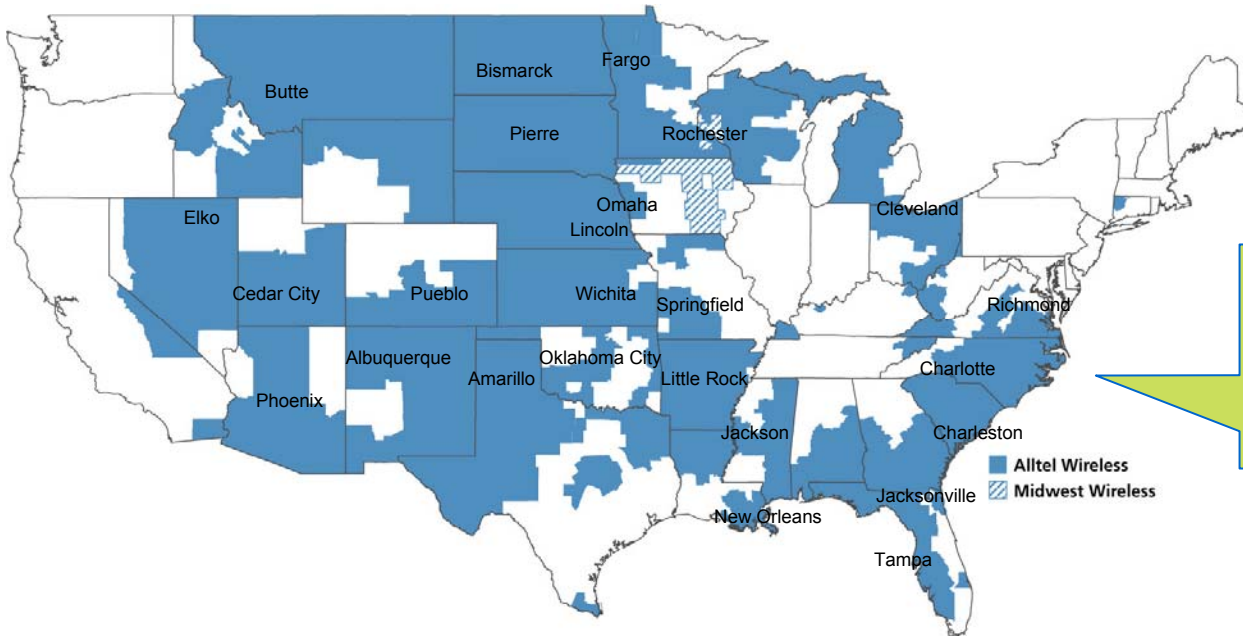 Fargo
Bismarck
Butte
Pierre
Rochester
Elko
Omaha
Cleveland
Lincoln
Cedar City
Pueblo
Wichita
Springfield
Richmond
Albuquerque
Oklahoma City
Amarillo
Little Rock
Charlotte
Phoenix
Jackson
Charleston
Alltel Wireless
Midwest Wireless
Jacksonville
New Orleans
Tampa